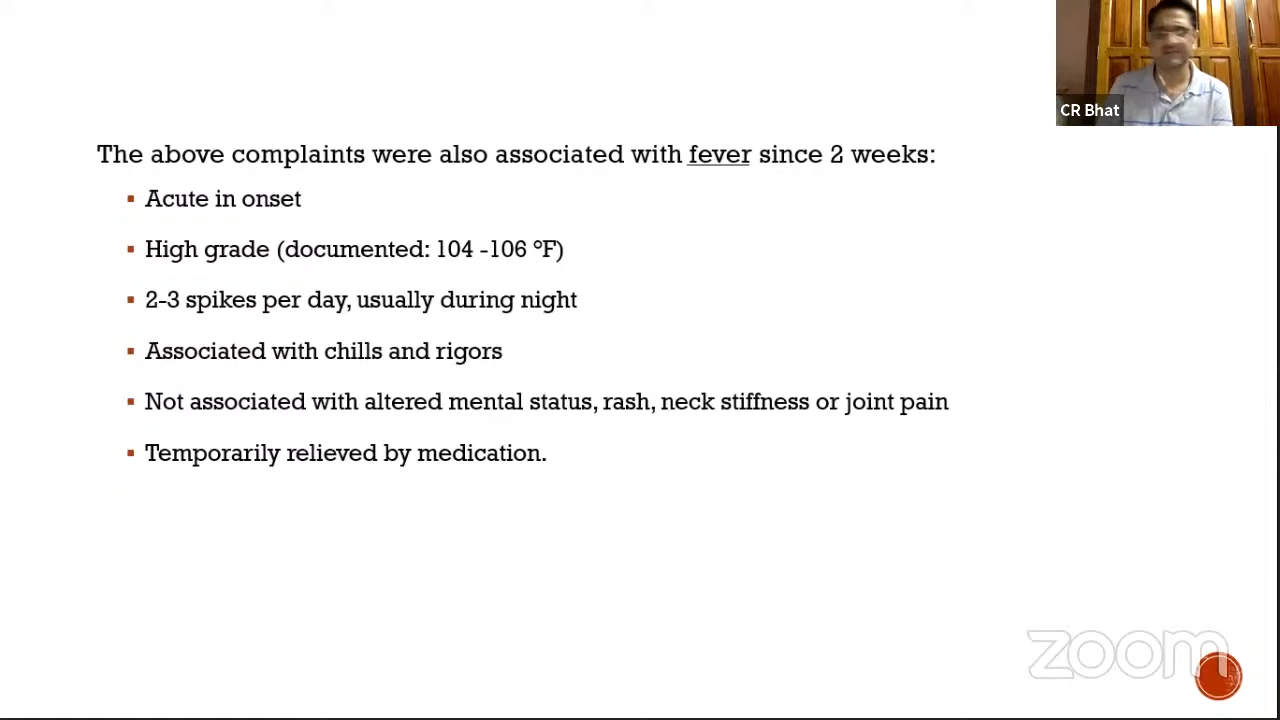 CR Bhat
The above complaints were also associated with fever since 2 weeks:
▪ Acute in onset
▪ High grade (documented: 104 -106 °F)
▪ 2-3 spikes per day, usually during night
▪ Associated with chills and rigors
▪ Not associated with altered mental status, rash, neck stiffness or joint pain
▪ Temporarily relieved by medication.
zoom